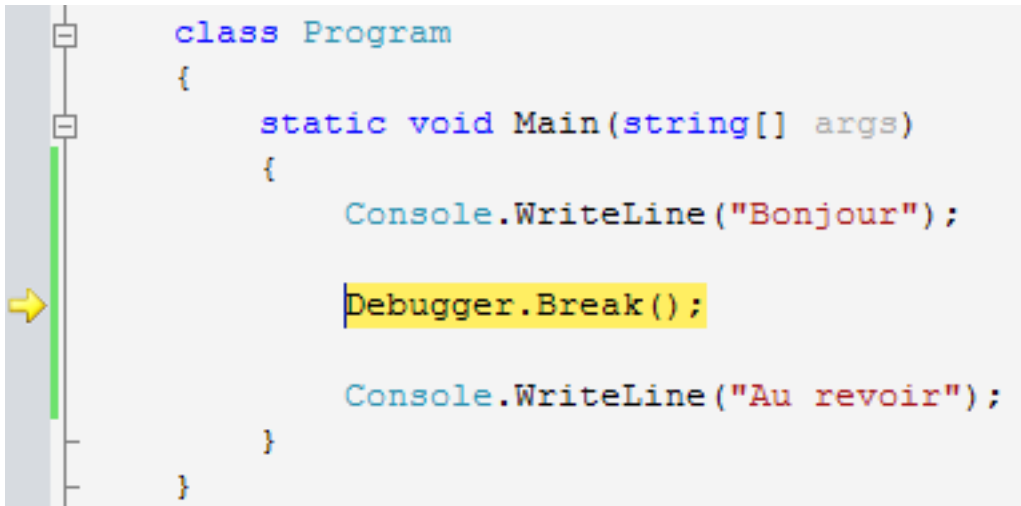 class Program
{
static void Main(string[] args)
{
Console.WriteLine("Bonjour");
Debugger.Break();
Console.WriteLine("Au revoir");
}
}